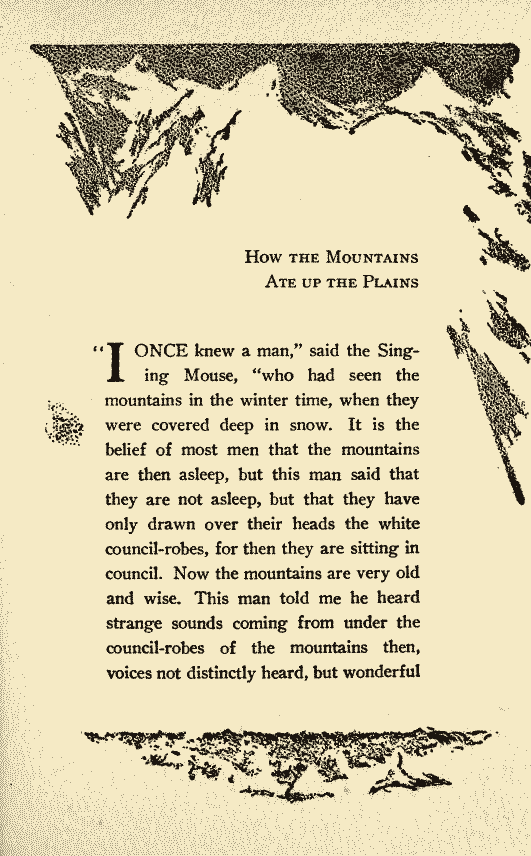 How the Mountains
Ate up the Plains
"I ONCE knew a man," said the Sing-
ing Mouse, "who had seen the
mountains in the winter time, when they
were covered deep in snow. It is the
belief of most men that the mountains
are then asleep, but this man said that
they are not asleep, but that they have
only drawn over their heads the white
council-robes, for then they are sitting in
council. Now the mountains are very old
and wise. This man told me he heard
strange sounds coming from under the
council-robes of the mountains then,
voices not distinctly heard, but wonderful